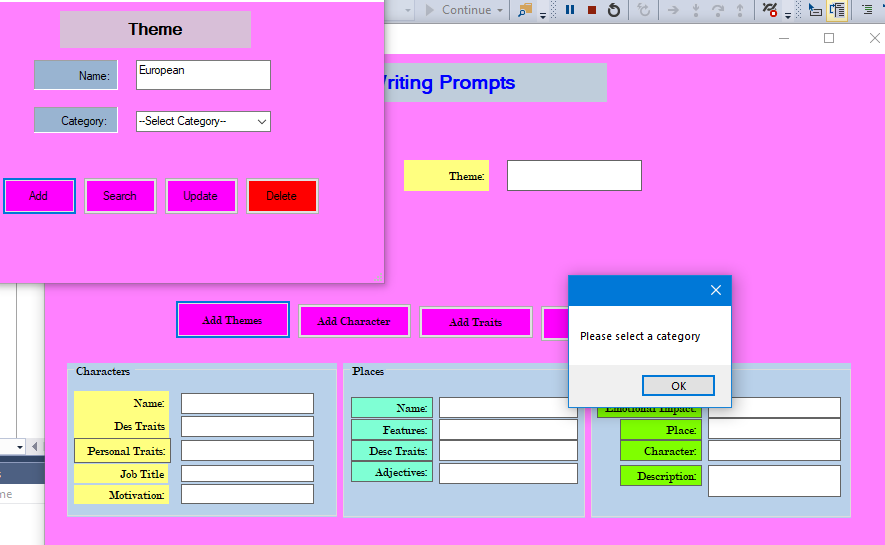 Continue
Theme
Name:
European
Category:
--Select Category--
Add
Search
Update
Delete
Writing Prompts
Theme:
Add Themes
Add Character
Add Traits
Please select a category
OK
Characters
Name:
Des Traits
Personal Traits:
Job Title
Motivation:
Places
Name:
Features:
Desc Traits:
Adjectives:
Emotional Impact:
Place:
Character:
Description: